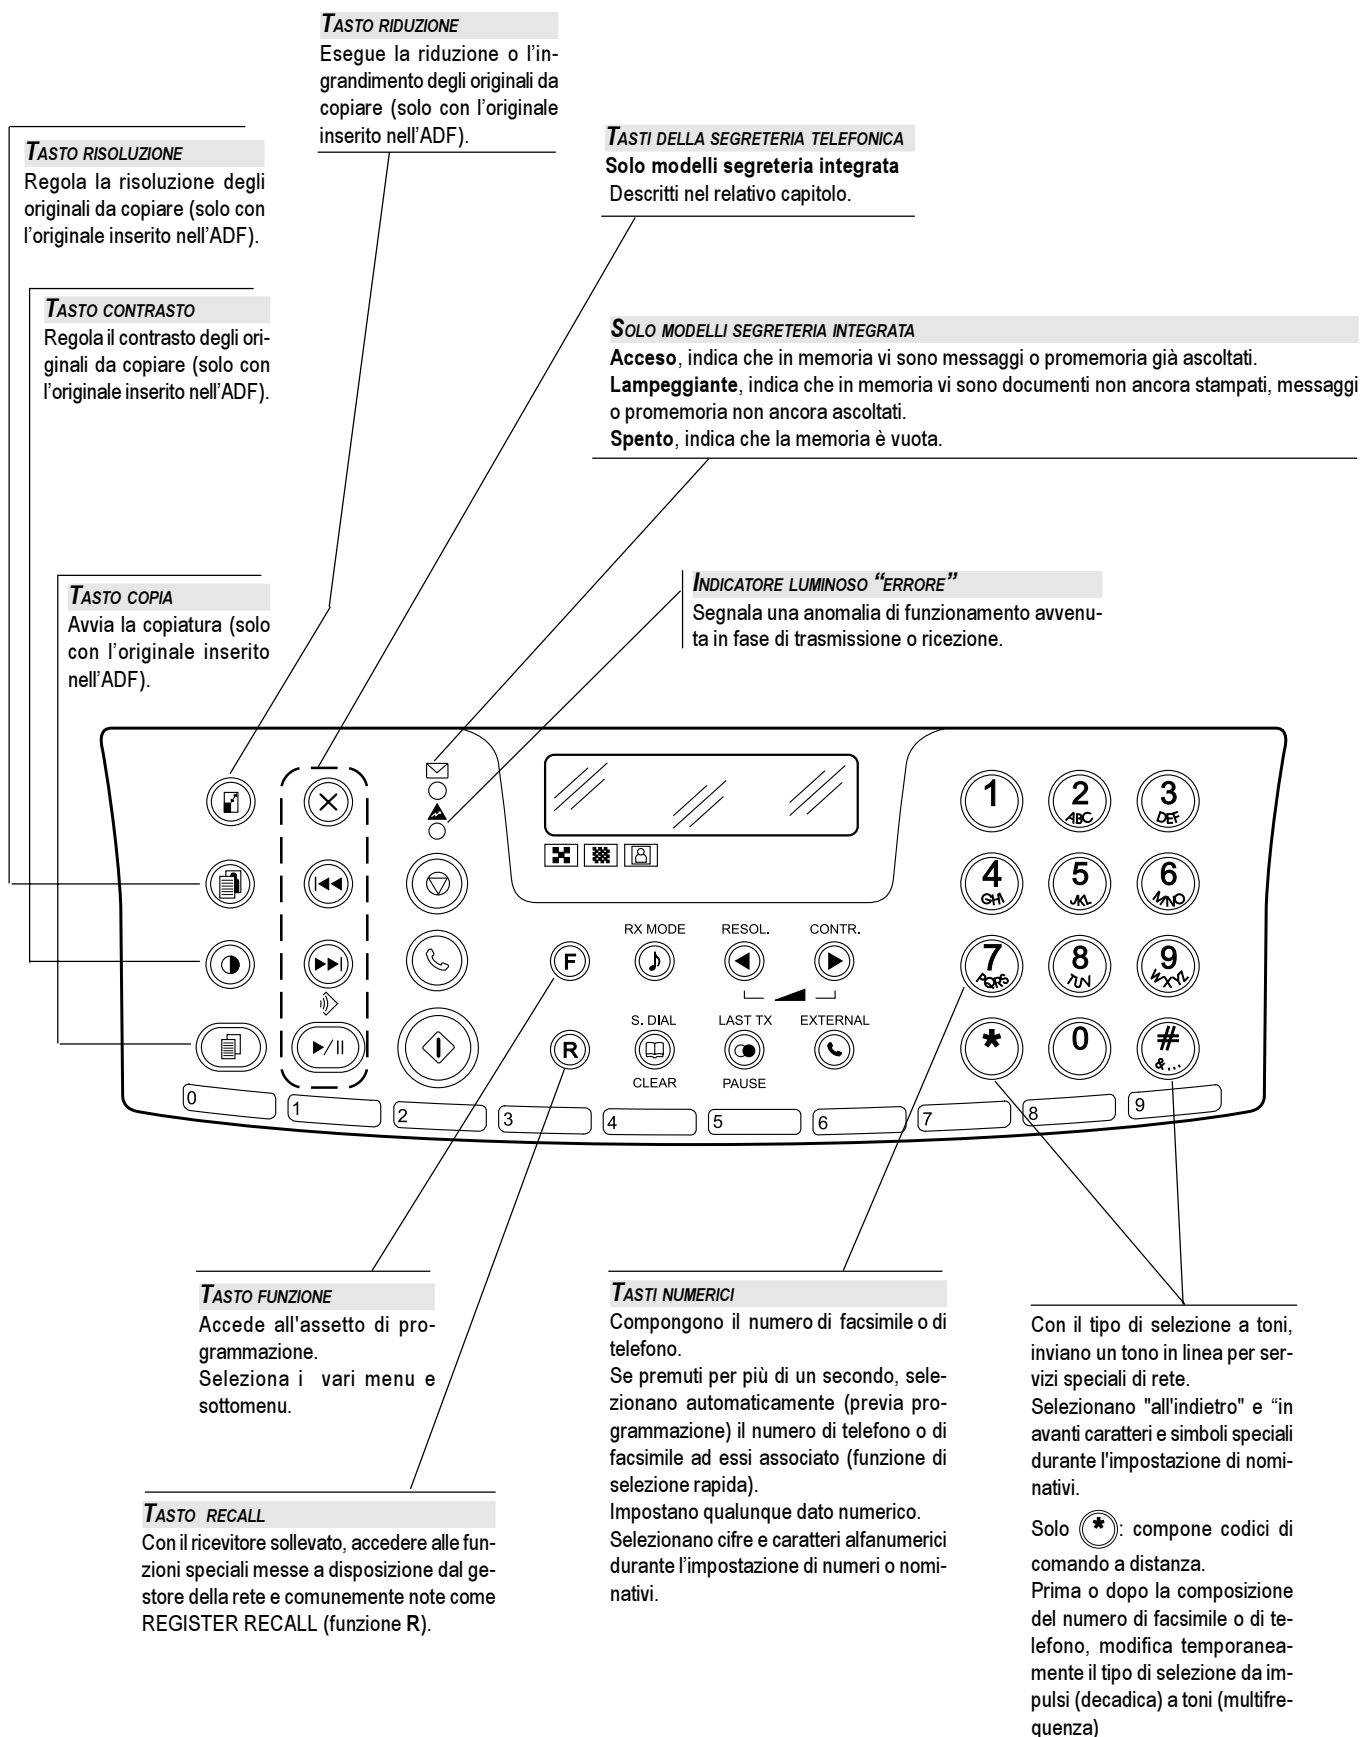 TASTO RIDUZIONE
Esegue la riduzione o l'in-
grandimento degli originali da
copiare (solo con l'originale
inserito nell'ADF).
TASTO RISOLUZIONE
Regola la risoluzione degli
originali da copiare (solo con
l'originale inserito nell'ADF).
TASTI DELLA SEGRETERIA TELEFONICA
Solo modelli segreteria integrata
Descritti nel relativo capitolo.
TASTO CONTRASTO
Regola il contrasto degli ori-
ginali da copiare (solo con
l'originale inserito nell'ADF).
SOLO MODELLI SEGRETERIA INTEGRATA
Acceso, indica che in memoria vi sono messaggi o promemoria già ascoltati.
Lampeggiante, indica che in memoria vi sono documenti non ancora stampati, messaggi
o promemoria non ancora ascoltati.
Spento, indica che la memoria è vuota.
TASTO COPIA
Avvia la copiatura (solo
con l'originale inserito
nell'ADF).
INDICATORE LUMINOSO “ERRORE”
Segnala una anomalia di funzionamento avvenu-
ta in fase di trasmissione o ricezione.
1
2
ABC
3
DEF
4
GHI
5
JKL
6
MNO
RX MODE
RESOL.
CONTR.
F
7
PQRS
8
TUV
9
WXYZ
S. DIAL
LAST TX
EXTERNAL
R
CLEAR
PAUSE
*
0
#
&...
0
1
2
3
4
5
6
7
8
9
TASTO FUNZIONE
Accede all'assetto di pro-
grammazione.
Seleziona i vari menu e
sottomenu.
TASTO RECALL
Con il ricevitore sollevato, accedere alle fun-
zioni speciali messe a disposizione dal ge-
store della rete e comunemente note come
REGISTER RECALL (funzione R).
TASTI NUMERICI
Compongono il numero di facsimile o di
telefono.
Se premuti per più di un secondo, sele-
zionano automaticamente (previa pro-
grammazione) il numero di telefono o di
facsimile ad essi associato (funzione di
selezione rapida).
Impostano qualunque dato numerico.
Selezionano cifre e caratteri alfanumerici
durante l'impostazione di numeri o nomi-
nativi.
Con il tipo di selezione a toni,
inviano un tono in linea per ser-
vizi speciali di rete.
Selezionano "all'indietro" e “in
avanti caratteri e simboli speciali
durante l'impostazione di nomi-
nativi.
Solo *: compone codici di
comando a distanza.
Prima o dopo la composizione
del numero di facsimile o di te-
lefono, modifica temporanea-
mente il tipo di selezione da im-
pulsi (decadica) a toni (multifre-
quenza)